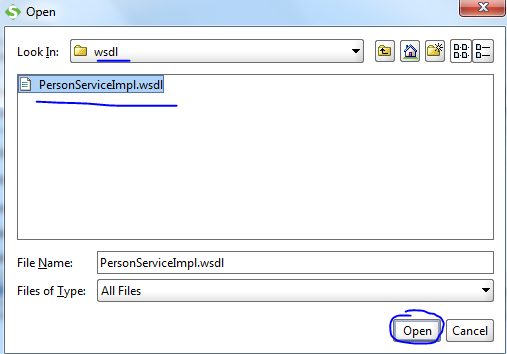 Open
Look In: wsdl
PersonServiceImpl.wsdl
File Name: PersonServiceImpl.wsdl
Files of Type: All Files
Open Cancel